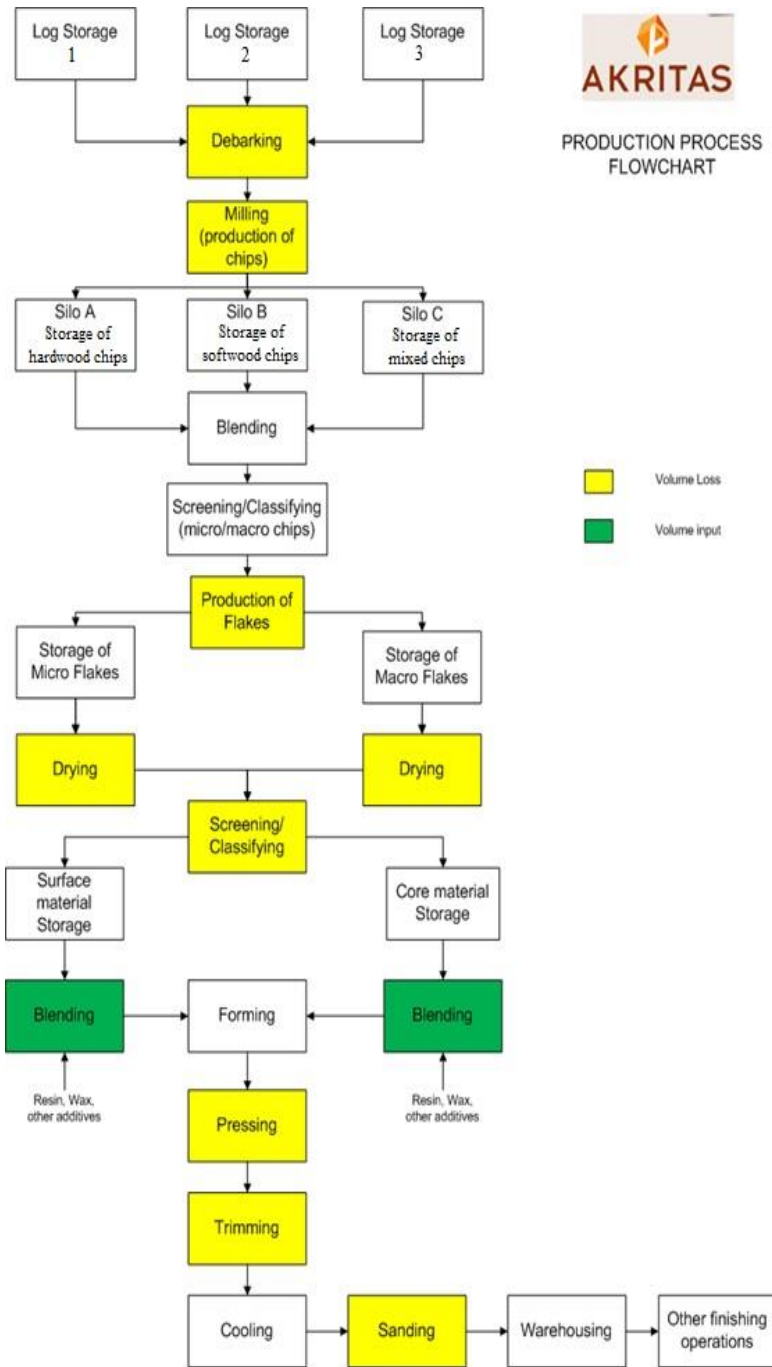 Log Storage
1
Log Storage
2
Log Storage
3
AKRITAS
PRODUCTION PROCESS
FLOWCHART
Debarking
Milling
(production of
chips)
Silo A
Storage of
hardwood chips
Silo B
Storage of
softwood chips
Silo C
Storage of
mixed chips
Blending
Screening/Classifying
(micro/macro chips)
Volume Loss
Volume input
Production of
Flakes
Storage of
Micro Flakes
Storage of
Macro Flakes
Drying
Drying
Screening/
Classifying
Surface
material
Storage
Core material
Storage
Blending
Forming
Blending
Resin, Wax,
other additives
Resin, Wax,
other additives
Pressing
Trimming
Cooling
Sanding
Warehousing
Other finishing
operations